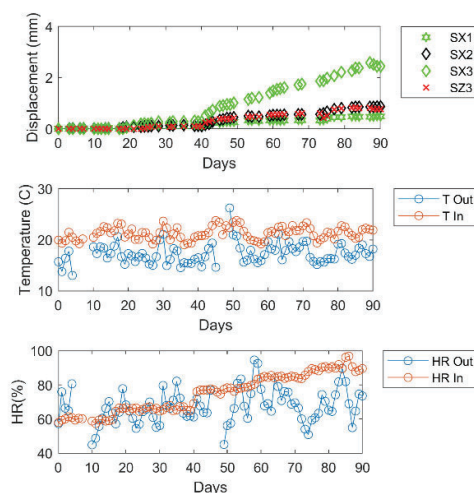 4
2
0
Displacement (mm)
0 10 20 30 40 50 60 70 80 90
Days
SX1
SX2
SX3
SZ3
30
20
10
Temperature (C)
0 10 20 30 40 50 60 70 80 90
Days
T Out
T In
100
80
60
40
HR(%)
0 10 20 30 40 50 60 70 80 90
Days
HR Out
HR In